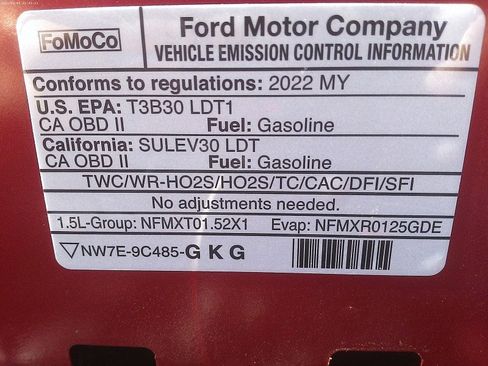 FoMoCo
Ford Motor Company
VEHICLE EMISSION CONTROL INFORMATION
Conforms to regulations: 2022 MY
U.S. EPA: T3B30 LDT1
CA OBD II Fuel: Gasoline
California: SULEV30 LDT
CA OBD II Fuel: Gasoline
TWC/WR-HO2S/HO2S/TC/CAC/DFI/SFI
No adjustments needed.
1.5L-Group: NFMXT01.52X1 Evap: NFMXR0125GDE
NW7E-9C485-GKG